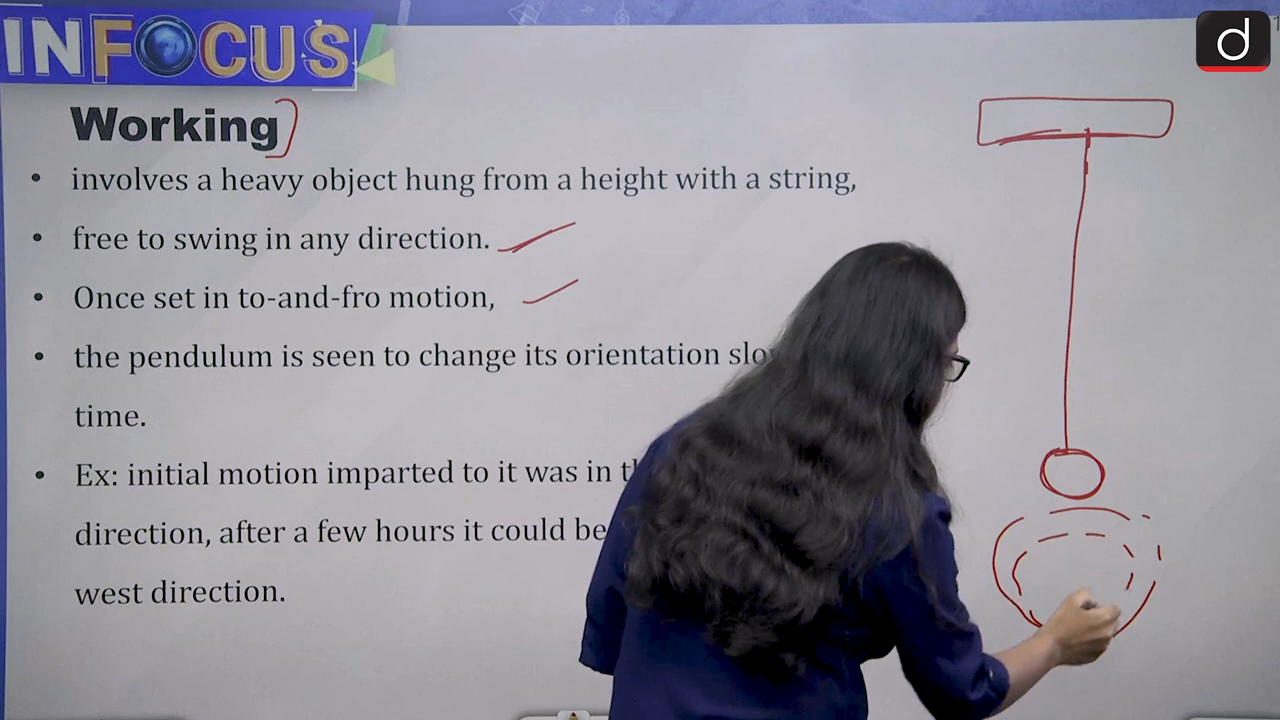 INFOCUS
d
Working
• involves a heavy object hung from a height with a string,
• free to swing in any direction.
• Once set in to-and-fro motion,
• the pendulum is seen to change its orientation
time.
• Ex: initial motion imparted to it was in
direction, after a few hours it could be
west direction.